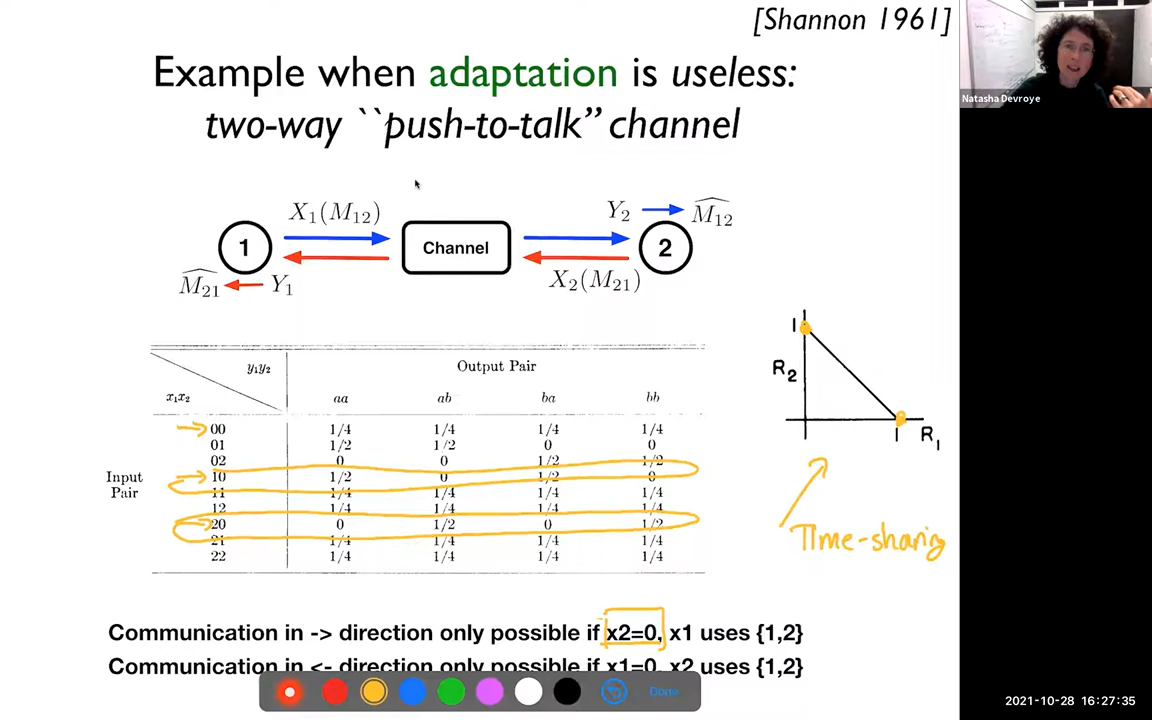 [Shannon 1961]
Example when adaptation is useless:
two-way ``push-to-talk” channel
Natasha Devroye
X₁(M₁₂)
Y₂
M̂₁₂
1
Channel
2
M̂₂₁
Y₁
X₂(M₂₁)
y₁y₂ Output Pair
x₁x₂ aa ab ba bb
00 1/4 1/4 1/4 1/4
01 1/2 1/2 0 0
02 0 0 1/2 1/2
10 1/2 0 1/2 0
11 1/4 1/4 1/4 1/4
12 1/4 1/4 1/4 1/4
20 0 1/2 0 1/2
21 1/4 1/4 1/4 1/4
22 1/4 1/4 1/4 1/4
Input
Pair
1
R₂
1 R₁
Time-sharing
Communication in -> direction only possible if x2=0, x1 uses {1,2}
Communication in <- direction only possible if x1=0, x2 uses {1,2}
Done
2021-10-28 16:27:35